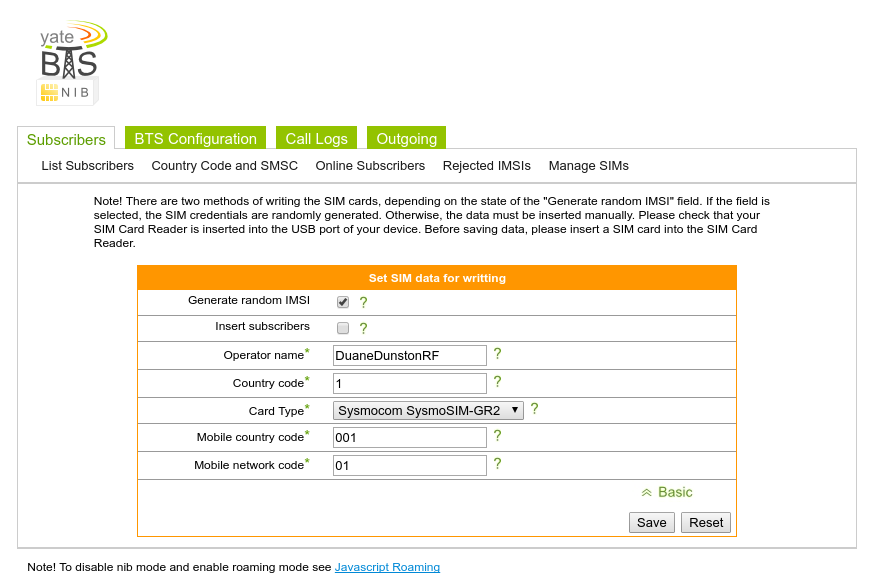 yate
BTS
NIB
Subscribers BTS Configuration Call Logs Outgoing
List Subscribers Country Code and SMSC Online Subscribers Rejected IMSIs Manage SIMs
Note! There are two methods of writing the SIM cards, depending on the state of the "Generate random IMSI" field. If the field is
selected, the SIM credentials are randomly generated. Otherwise, the data must be inserted manually. Please check that your
SIM Card Reader is inserted into the USB port of your device. Before saving data, please insert a SIM card into the SIM Card
Reader.
Set SIM data for writting
Generate random IMSI ?
Insert subscribers ?
Operator name* DuaneDunstonRF ?
Country code* 1 ?
Card Type* Sysmocom SysmoSIM-GR2 ?
Mobile country code* 001 ?
Mobile network code* 01 ?
Basic
Save Reset
Note! To disable nib mode and enable roaming mode see Javascript Roaming